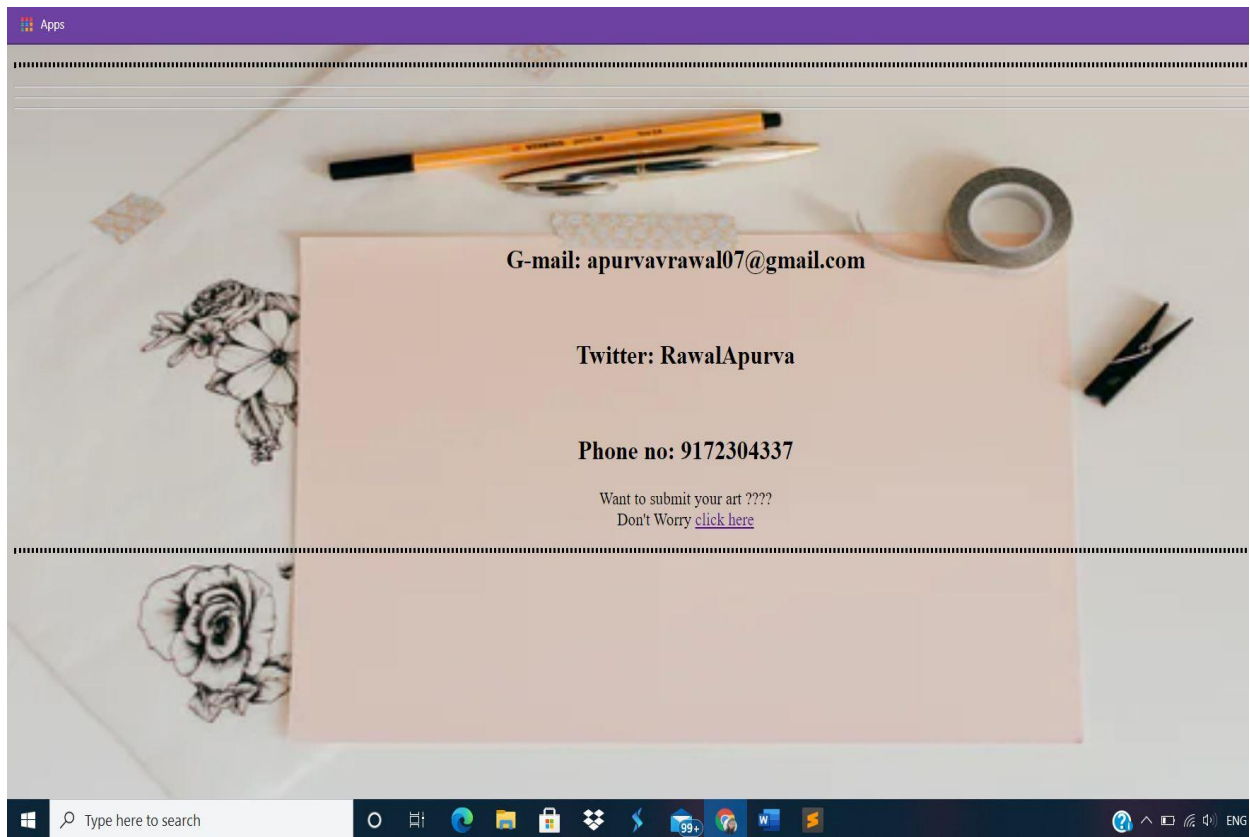 Apps
G-mail: apurvavrawal07@gmail.com
Twitter: RawalApurva
Phone no: 9172304337
Want to submit your art ????
Don't Worry click here
Type here to search
99+
ENG